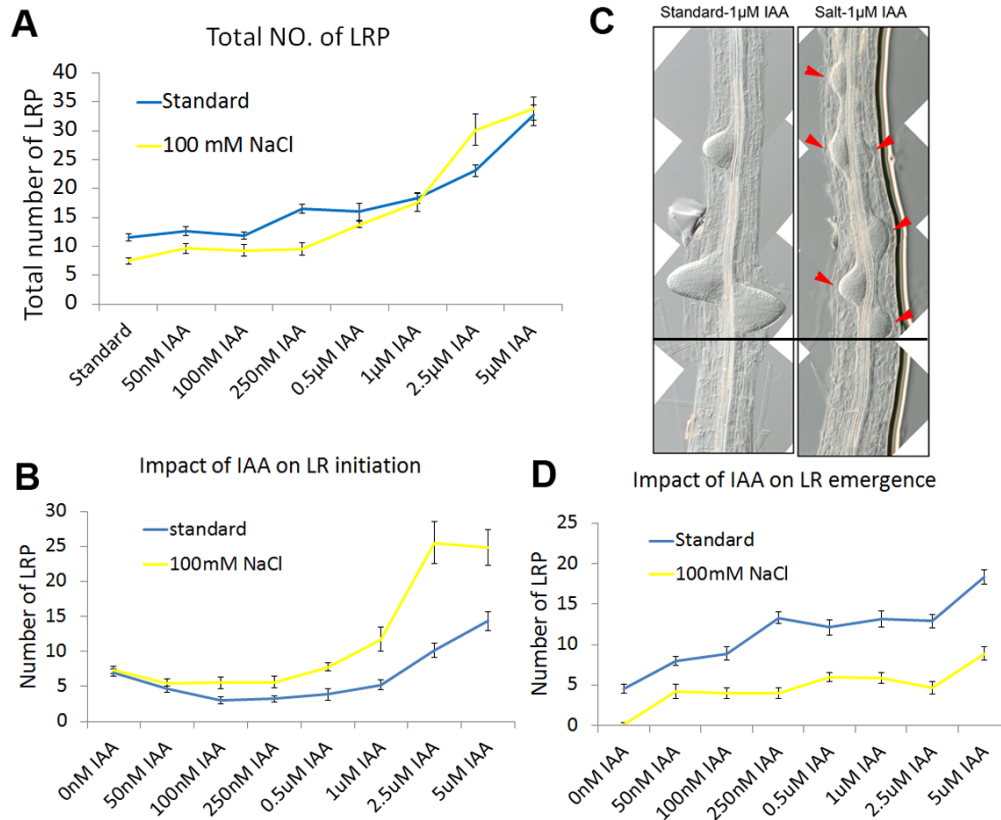 A
Total NO. of LRP
Total number of LRP
40
35
30
25
20
15
10
5
0
Standard
100 mM NaCl
Standard
50nM IAA
100nM IAA
250nM IAA
0.5µM IAA
1µM IAA
2.5µM IAA
5µM IAA
C
Standard-1µM IAA
Salt-1µM IAA
B
Impact of IAA on LR initiation
Number of LRP
30
25
20
15
10
5
0
standard
100mM NaCl
0nM IAA
50nM IAA
100nM IAA
250nM IAA
0.5uM IAA
1uM IAA
2.5uM IAA
5uM IAA
D
Impact of IAA on LR emergence
Number of LRP
25
20
15
10
5
0
Standard
100mM NaCl
0nM IAA
50nM IAA
100nM IAA
250nM IAA
0.5uM IAA
1uM IAA
2.5uM IAA
5uM IAA